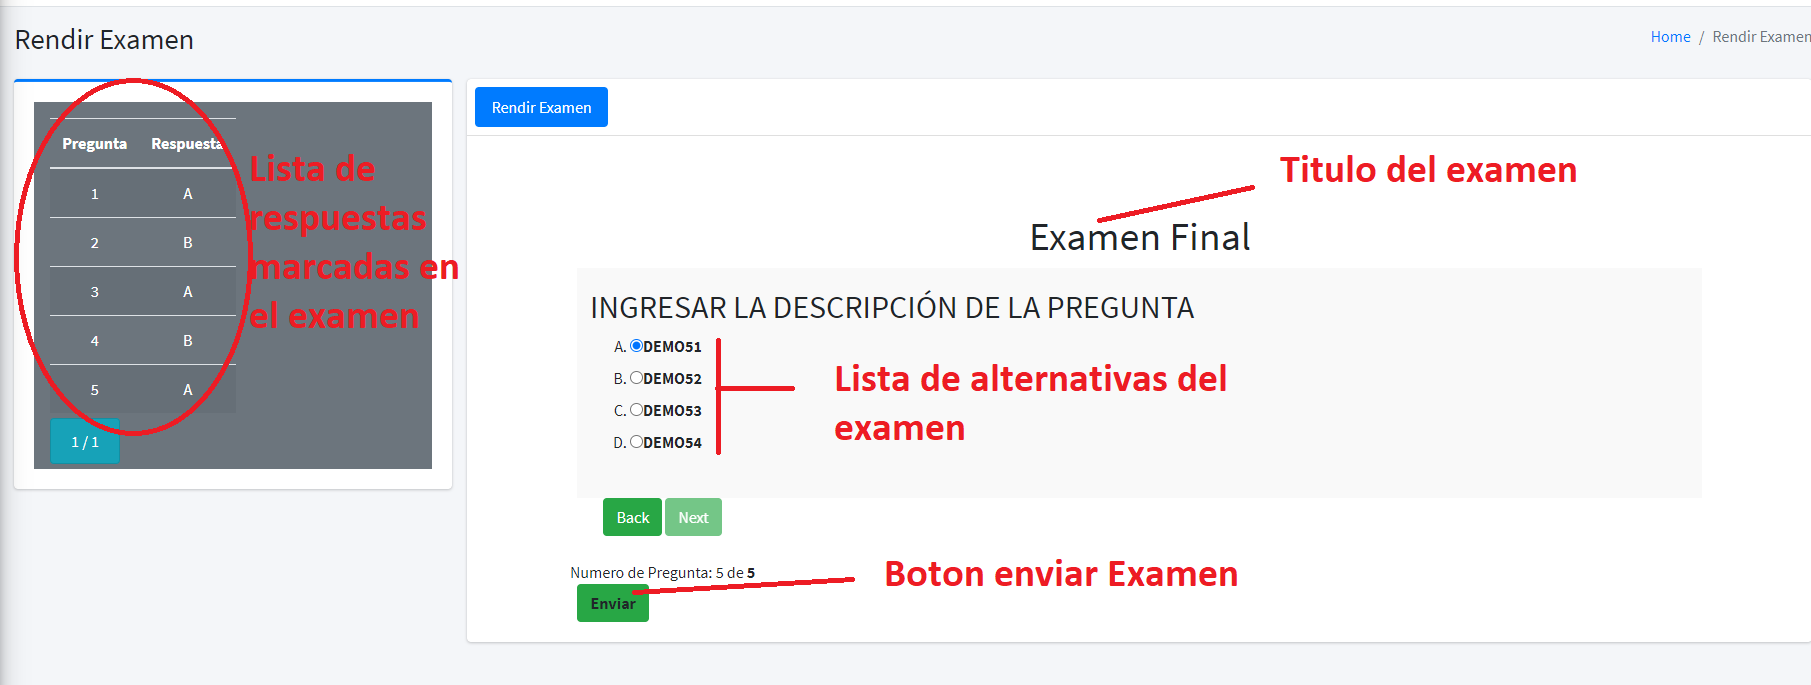 Rendir Examen
Home / Rendir Examen
Pregunta Respuesta
1 A
2 B
3 A
4 B
5 A
1 / 1
Lista de
respuestas
marcadas en
el examen
Rendir Examen
Titulo del examen
Examen Final
INGRESAR LA DESCRIPCIÓN DE LA PREGUNTA
A. DEMO51
B. DEMO52
C. DEMO53
D. DEMO54
Lista de alternativas del
examen
Back Next
Numero de Pregunta: 5 de 5
Boton enviar Examen
Enviar